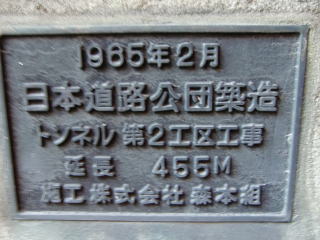 1965年2月
日本道路公団築造
トンネル 第2工区工事
延長 455M
施工 株式会社森本組